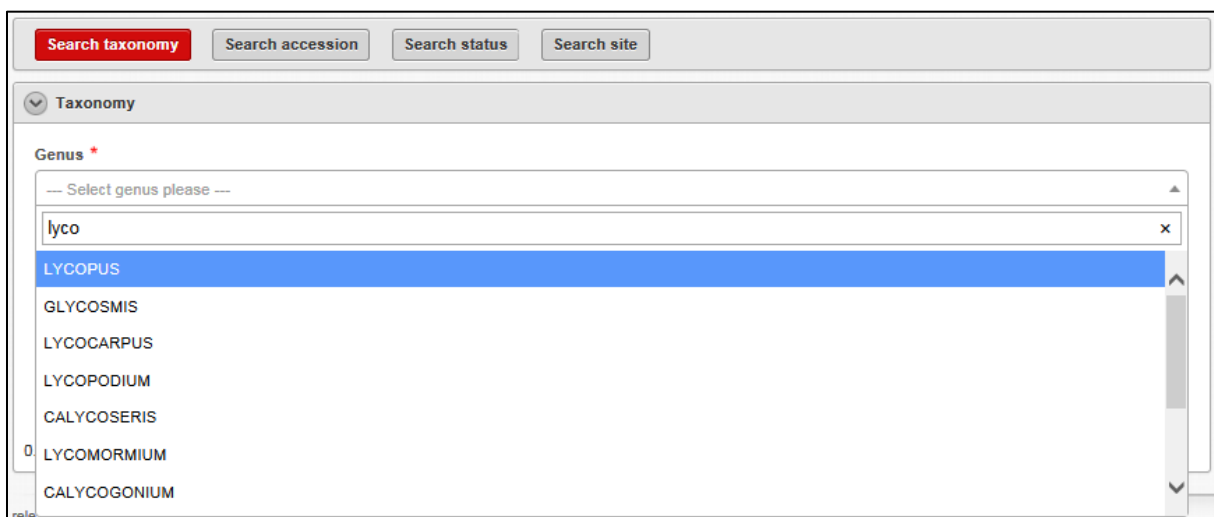 Search taxonomy Search accession Search status Search site
Taxonomy
Genus *
--- Select genus please ---
lyco
LYCOPUS
GLYCOSMIS
LYCOCARPUS
LYCOPODIUM
CALYCOSERIS
LYCOMORMIUM
CALYCOGONIUM